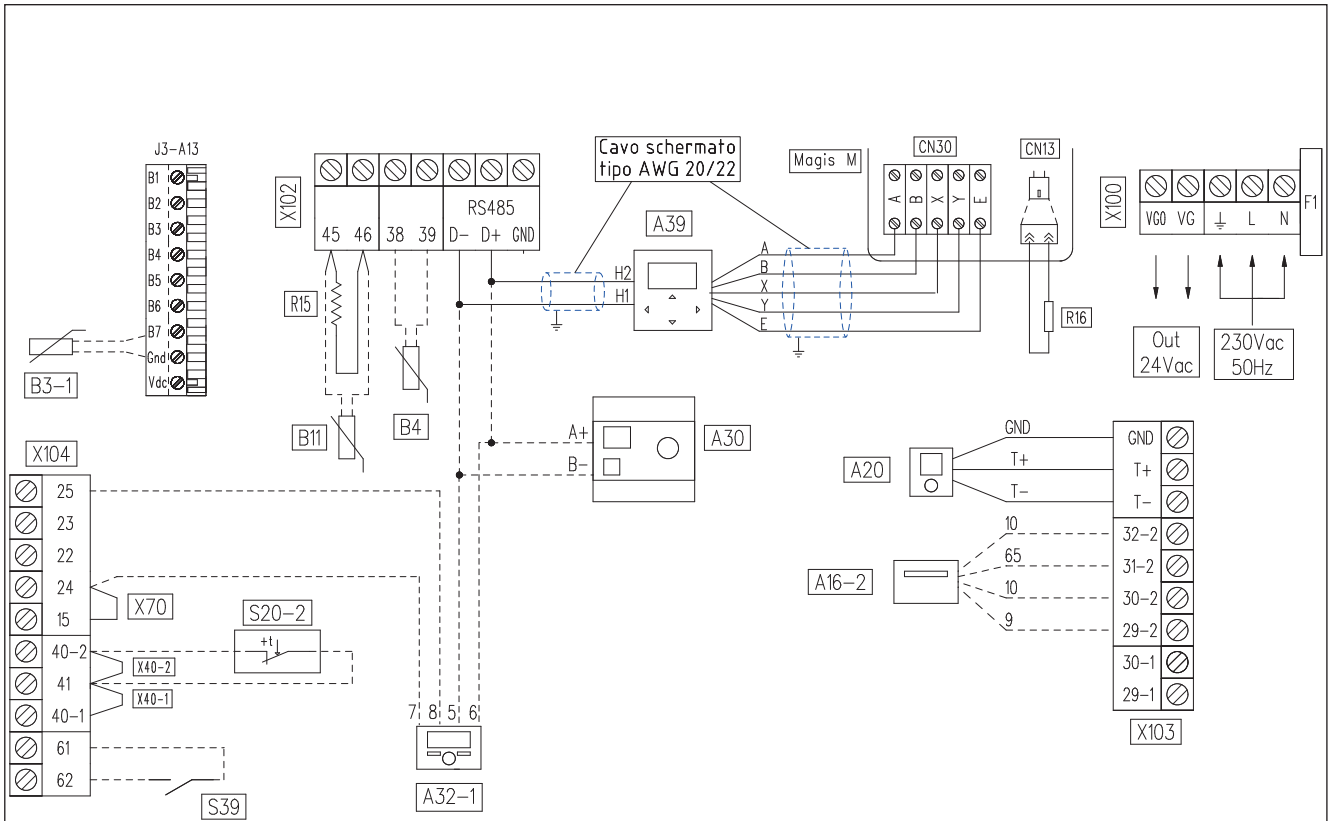 J3-A13
B1
B2
B3
B4
B5
B6
B7
Gnd
Vdc
B3-1
X102
RS485
45 46 38 39 D- D+ GND
R15
B11
B4
Cavo schermato
tipo AWG 20/22
A39
H2
H1
A
B
X
Y
E
Magis M
CN30
A B X Y E
CN13
R16
X100
VG0 VG L N
F1
Out
24Vac
230Vac
50Hz
A+
B-
A30
X104
25
23
22
24
15
40-2
41
40-1
61
62
X70
S20-2
+t
X40-2
X40-1
S39
7 8 5 6
A32-1
A20
GND
T+
T-
A16-2
10
65
10
9
GND
T+
T-
32-2
31-2
30-2
29-2
30-1
29-1
X103